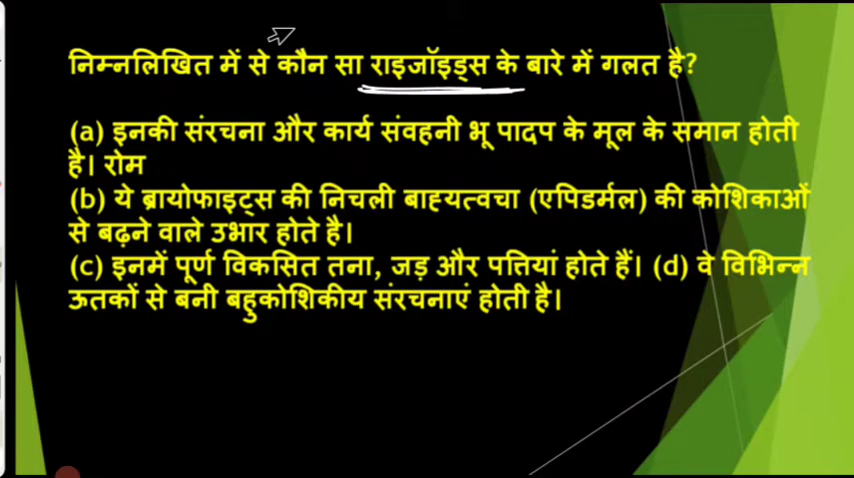 निम्नलिखित में से कौन सा राइजॉइड्स के बारे में गलत है?
(a) इनकी संरचना और कार्य संवहनी भू पादप के मूल के समान होती
है। रोम
(b) ये ब्रायोफाइट्स की निचली बाह्यत्वचा (एपिडर्मल) की कोशिकाओं
से बढ़ने वाले उभार होते है।
(c) इनमें पूर्ण विकसित तना, जड़ और पत्तियां होते हैं। (d) वे विभिन्न
ऊतकों से बनी बहुकोशिकीय संरचनाएं होती है।